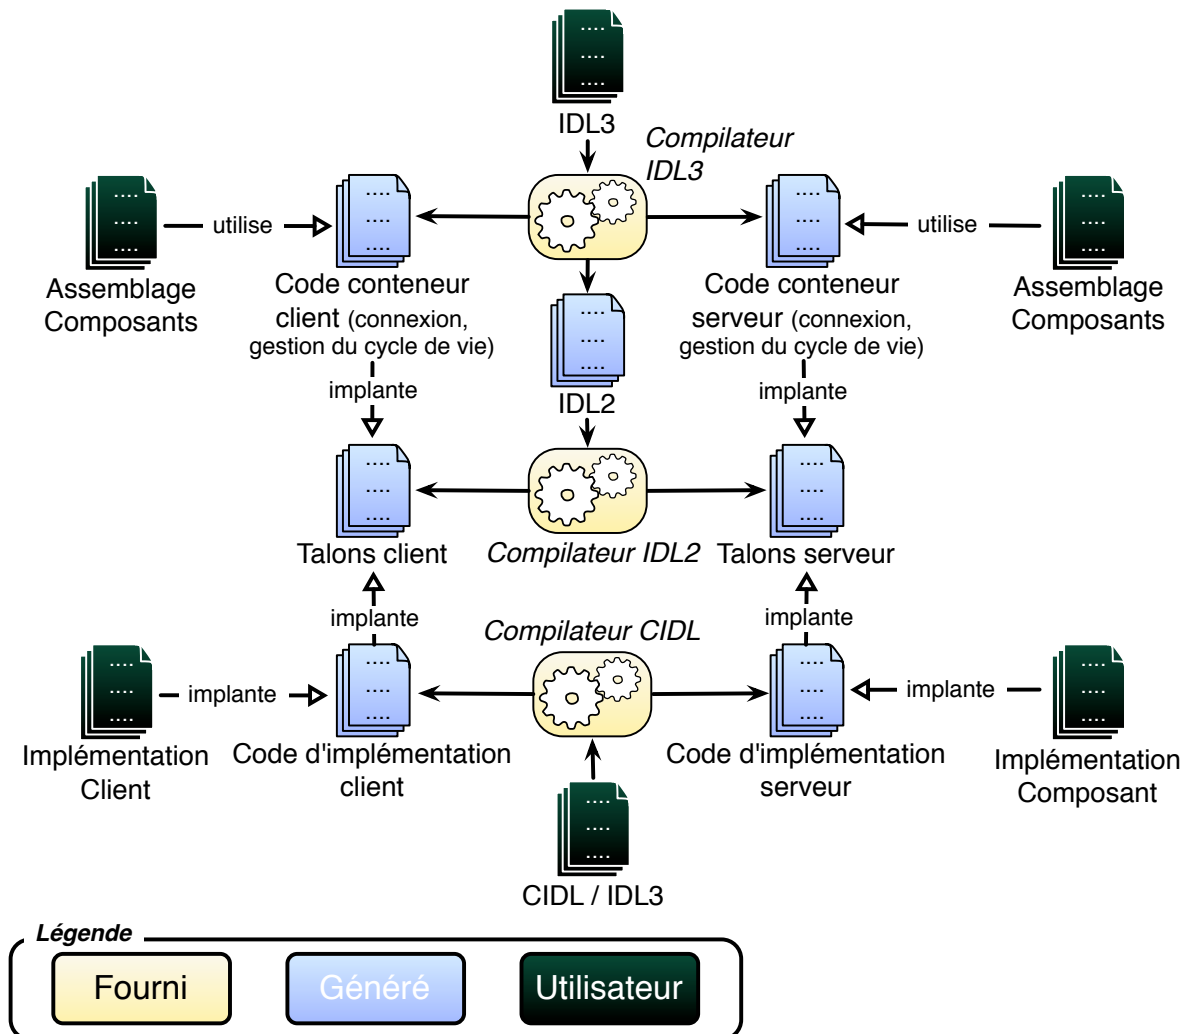 IDL3
Compilateur
IDL3
utilise
utilise
Assemblage
Composants
Code conteneur
client (connexion,
gestion du cycle de vie)
Code conteneur
serveur (connexion,
gestion du cycle de vie)
Assemblage
Composants
implante
IDL2
implante
Talons client
Compilateur IDL2
Talons serveur
implante
Compilateur CIDL
implante
implante
implante
Implémentation
Client
Code d'implémentation
client
Code d'implémentation
serveur
Implémentation
Composant
CIDL / IDL3
Légende
Fourni
Généré
Utilisateur